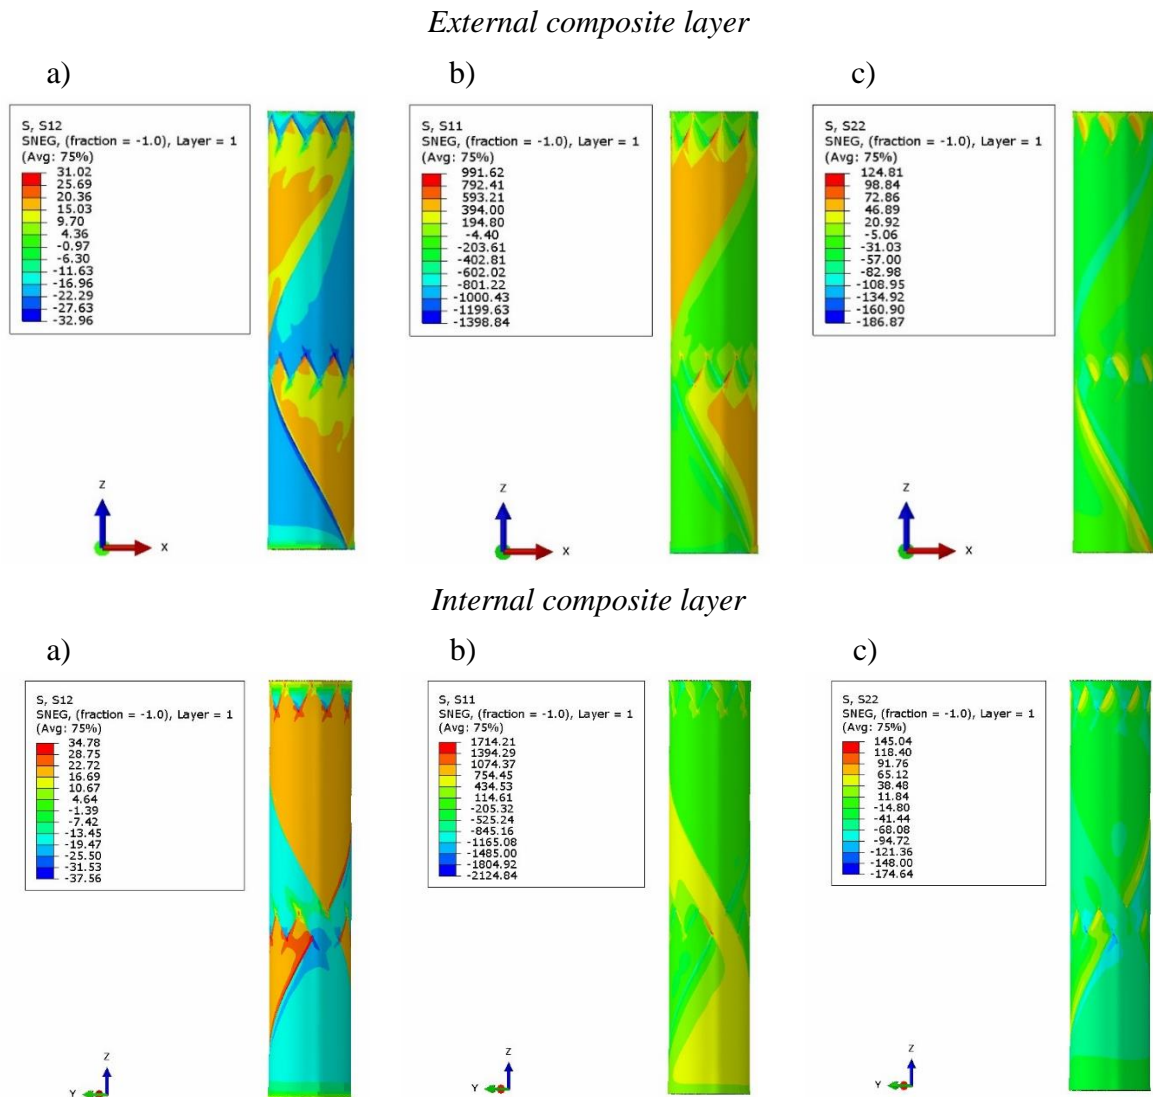 External composite layer
a)
b)
c)
S, S12
SNEG, (fraction = -1.0), Layer = 1
(Avg: 75%)
31.02
25.69
20.36
15.03
9.70
4.36
-0.97
-6.30
-11.63
-16.96
-22.29
-27.63
-32.96
Z
X
S, S11
SNEG, (fraction = -1.0), Layer = 1
(Avg: 75%)
991.62
792.41
593.21
394.00
194.80
-4.40
-203.61
-402.81
-602.02
-801.22
-1000.43
-1199.63
-1398.84
Z
X
S, S22
SNEG, (fraction = -1.0), Layer = 1
(Avg: 75%)
124.81
98.84
72.86
46.89
20.92
-5.06
-31.03
-57.00
-82.98
-108.95
-134.92
-160.90
-186.87
Z
X
Internal composite layer
a)
b)
c)
S, S12
SNEG, (fraction = -1.0), Layer = 1
(Avg: 75%)
34.78
28.75
22.72
16.69
10.67
4.64
-1.39
-7.42
-13.45
-19.47
-25.50
-31.53
-37.56
Z
Y
S, S11
SNEG, (fraction = -1.0), Layer = 1
(Avg: 75%)
1714.21
1394.29
1074.37
754.45
434.53
114.61
-205.32
-525.24
-845.16
-1165.08
-1485.00
-1804.92
-2124.84
Z
Y
S, S22
SNEG, (fraction = -1.0), Layer = 1
(Avg: 75%)
145.04
118.40
91.76
65.12
38.48
11.84
-14.80
-41.44
-68.08
-94.72
-121.36
-148.00
-174.64
Z
Y